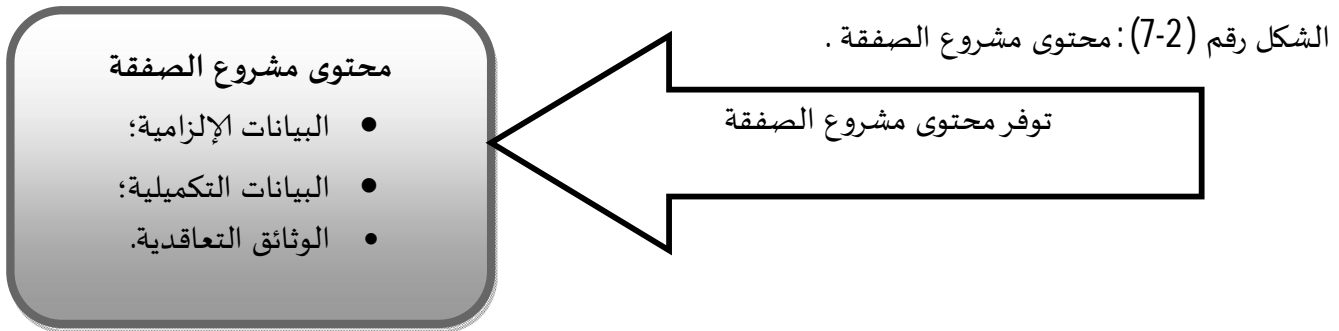 الشكل رقم (2-7): محتوى مشروع الصفقة .
توفر محتوى مشروع الصفقة
محتوى مشروع الصفقة
• البيانات الإلزامية؛
• البيانات التكميلية؛
• الوثائق التعاقدية.